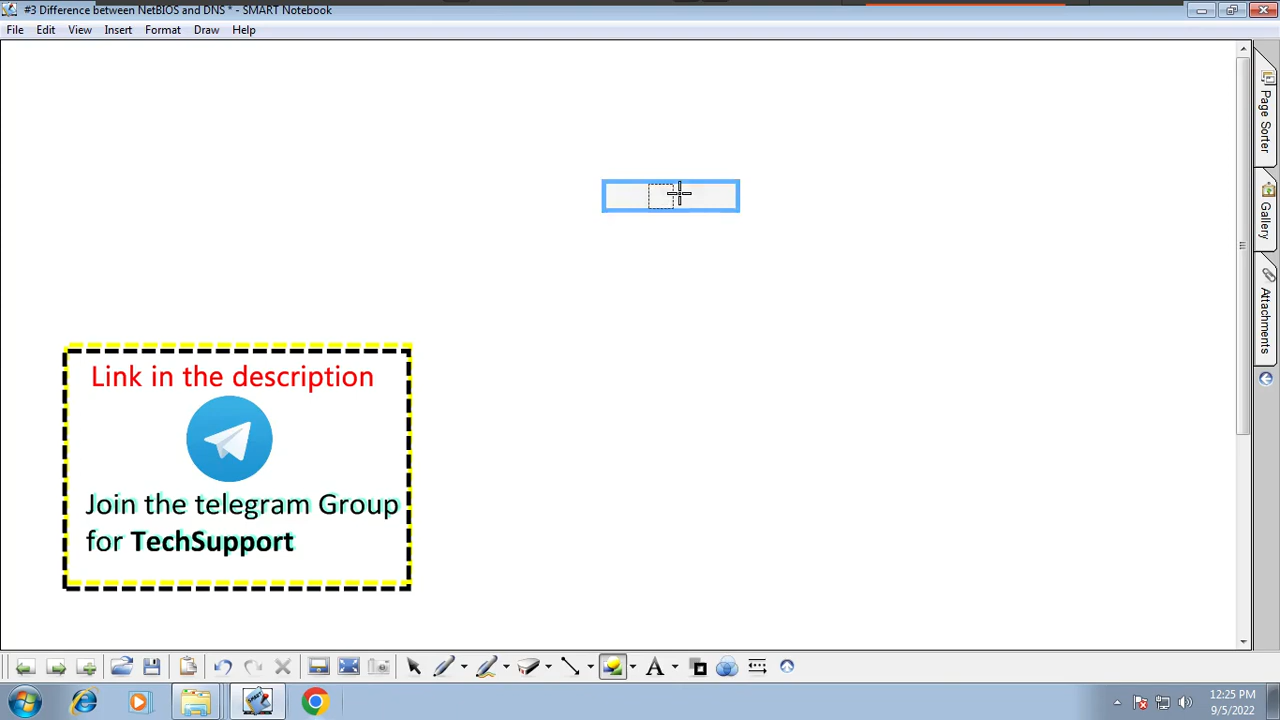 #3 Difference between NetBIOS and DNS * - SMART Notebook
File Edit View Insert Format Draw Help
Page Sorter
Gallery
Attachments
Link in the description
Join the telegram Group
for TechSupport
A
12:25 PM
9/5/2022